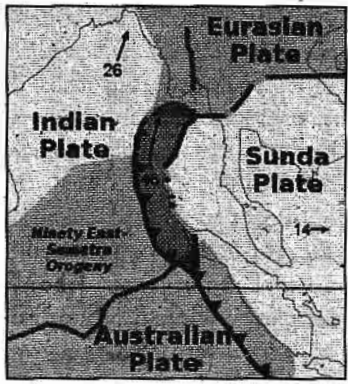 Eurasian
Plate
26
Indian
Plate
Sunda
Plate
Ninety East-
Sumatra
Orogeny
14
Australian
Plate